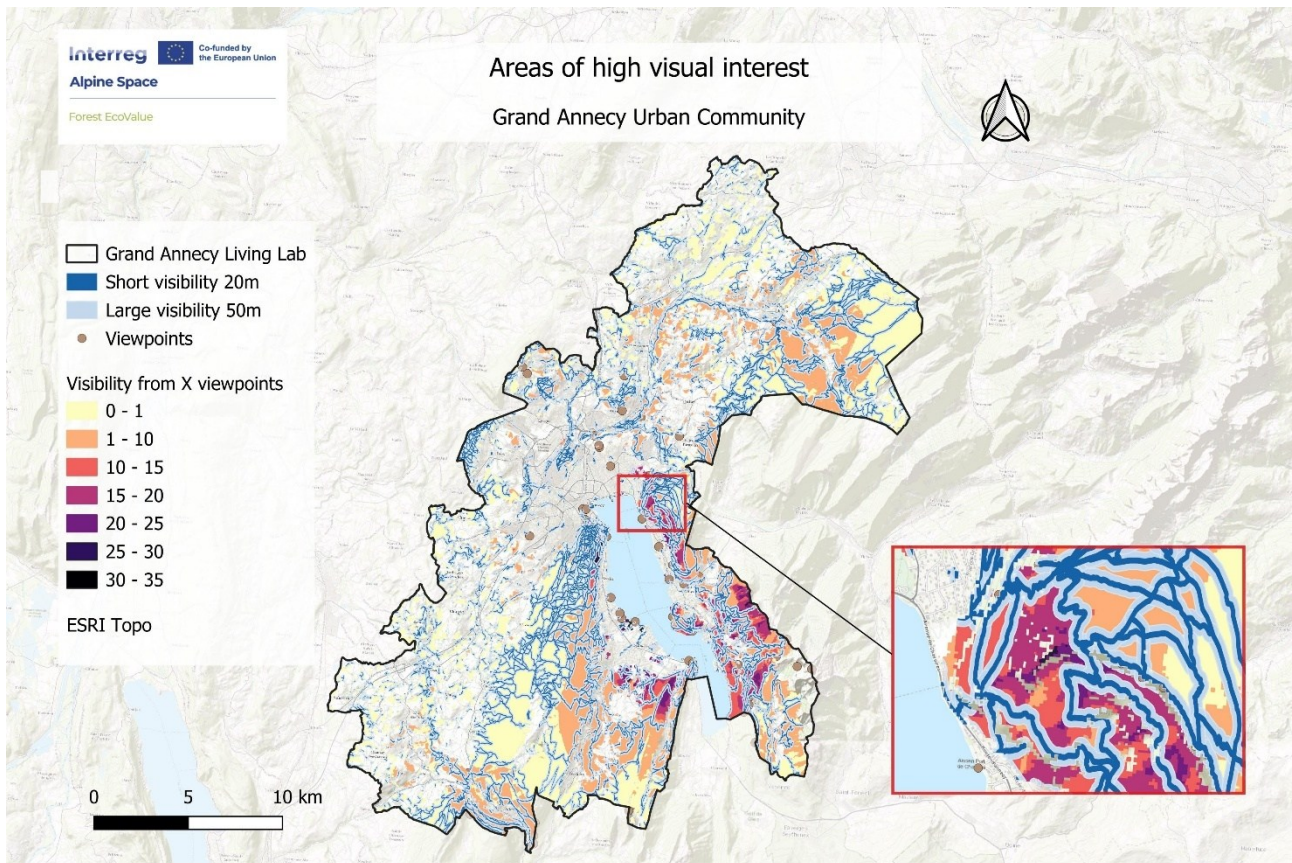 Interreg
Co-funded by
the European Union
Alpine Space
Forest EcoValue
Areas of high visual interest
Grand Annecy Urban Community
Grand Annecy Living Lab
Short visibility 20m
Large visibility 50m
Viewpoints
Visibility from X viewpoints
0 - 1
1 - 10
10 - 15
15 - 20
20 - 25
25 - 30
30 - 35
ESRI Topo
0 5 10 km